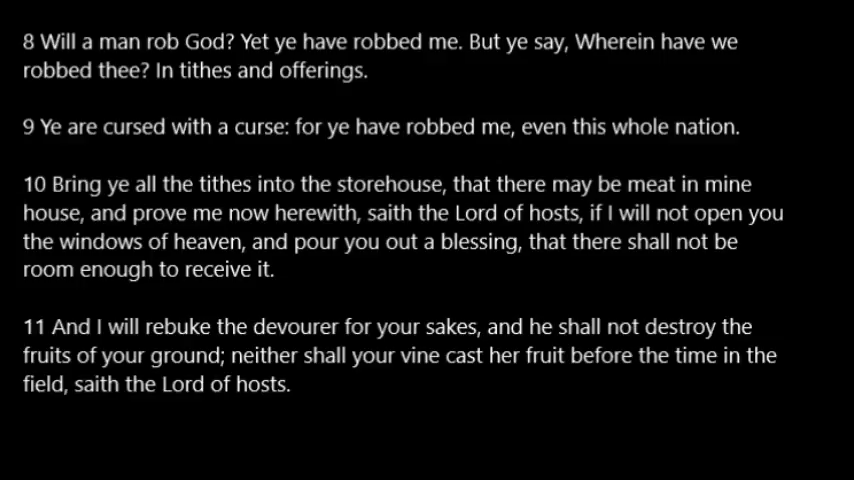 8 Will a man rob God? Yet ye have robbed me. But ye say, Wherein have we
robbed thee? In tithes and offerings.
9 Ye are cursed with a curse: for ye have robbed me, even this whole nation.
10 Bring ye all the tithes into the storehouse, that there may be meat in mine
house, and prove me now herewith, saith the Lord of hosts, if I will not open you
the windows of heaven, and pour you out a blessing, that there shall not be
room enough to receive it.
11 And I will rebuke the devourer for your sakes, and he shall not destroy the
fruits of your ground; neither shall your vine cast her fruit before the time in the
field, saith the Lord of hosts.